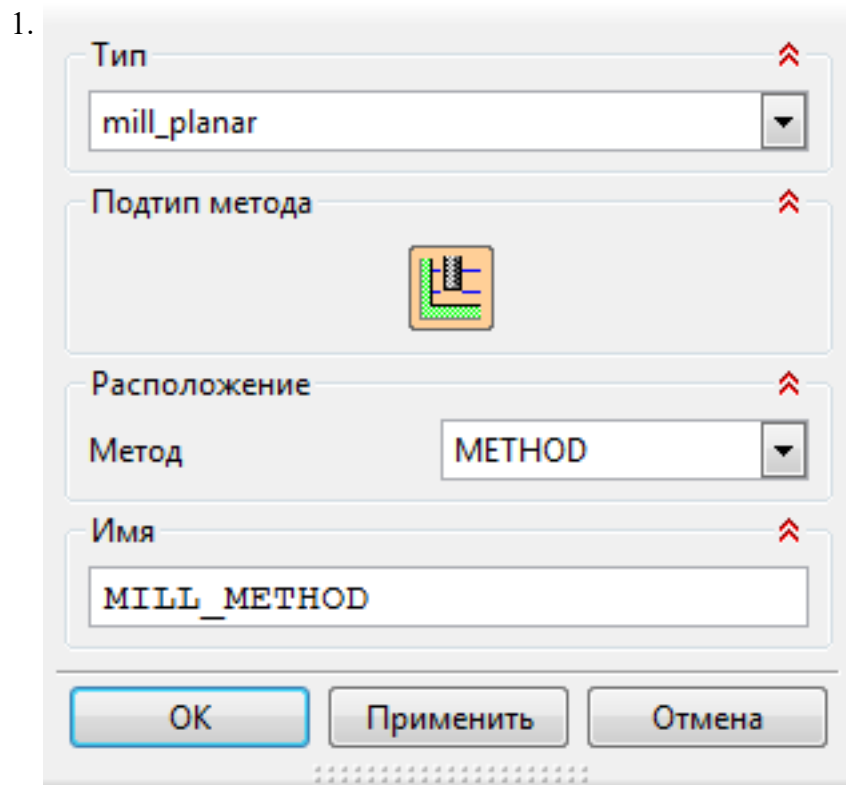 1.
Тип
mill_planar
Подтип метода
Расположение
Метод METHOD
Имя
MILL_METHOD
OK Применить Отмена